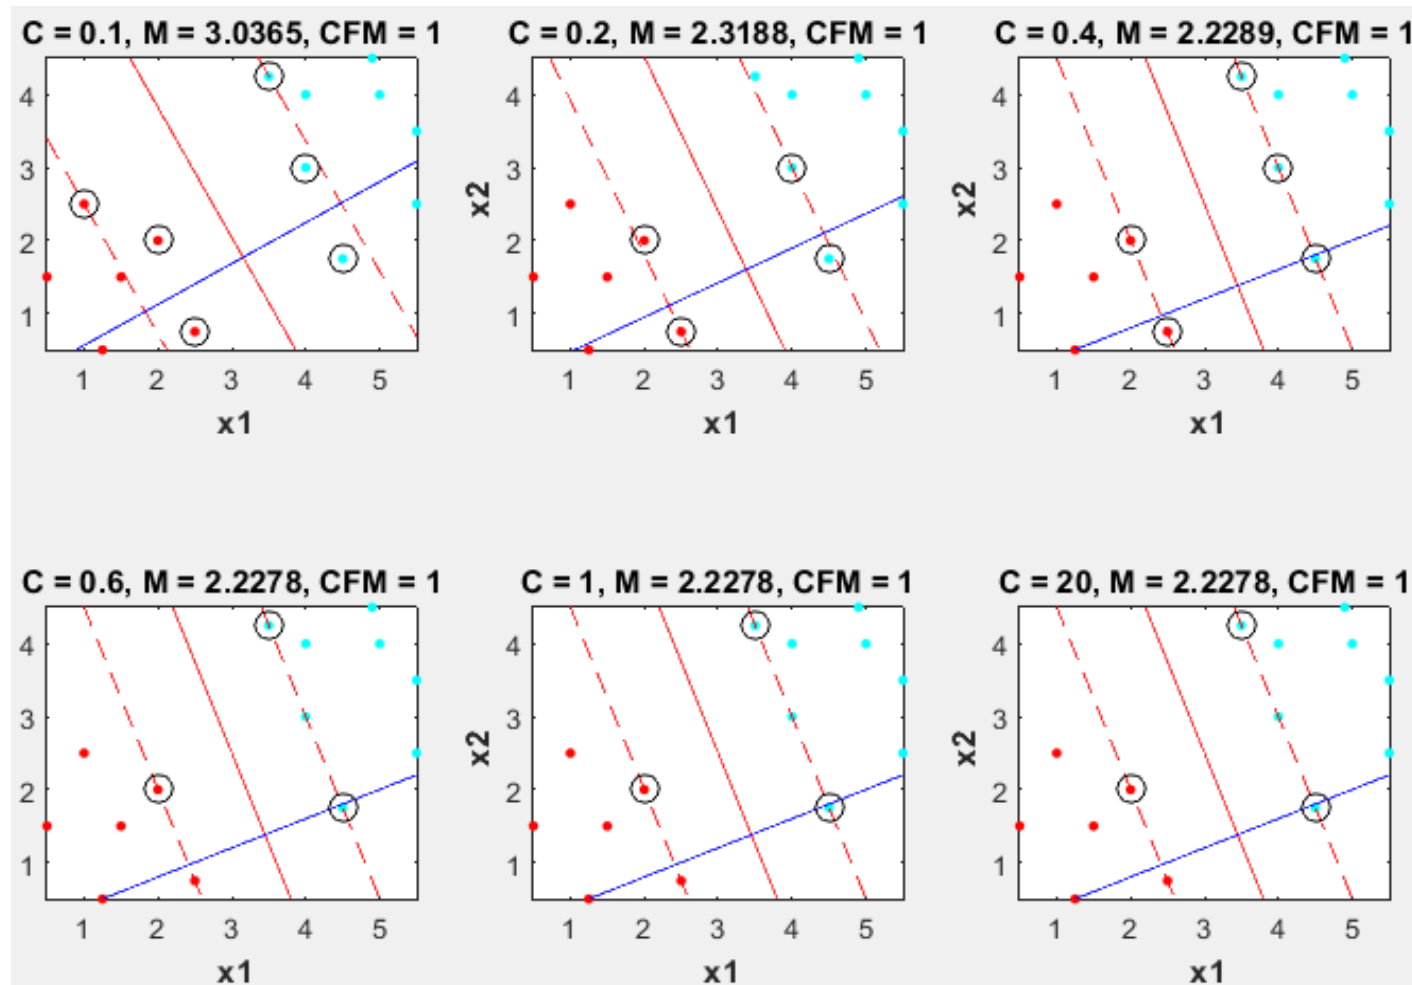 C = 0.1, M = 3.0365, CFM = 1
C = 0.2, M = 2.3188, CFM = 1
C = 0.4, M = 2.2289, CFM = 1
4
3
2
1
1 2 3 4 5
x1
x2
4
3
2
1
1 2 3 4 5
x1
x2
4
3
2
1
1 2 3 4 5
x1
C = 0.6, M = 2.2278, CFM = 1
C = 1, M = 2.2278, CFM = 1
C = 20, M = 2.2278, CFM = 1
4
3
2
1
1 2 3 4 5
x1
x2
4
3
2
1
1 2 3 4 5
x1
x2
4
3
2
1
1 2 3 4 5
x1